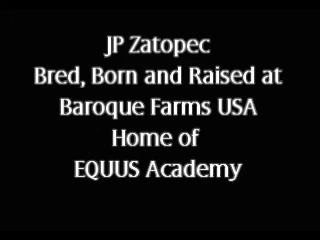 JP Zatopec
Bred, Born and Raised at
Baroque Farms USA
Home of
EQUUS Academy